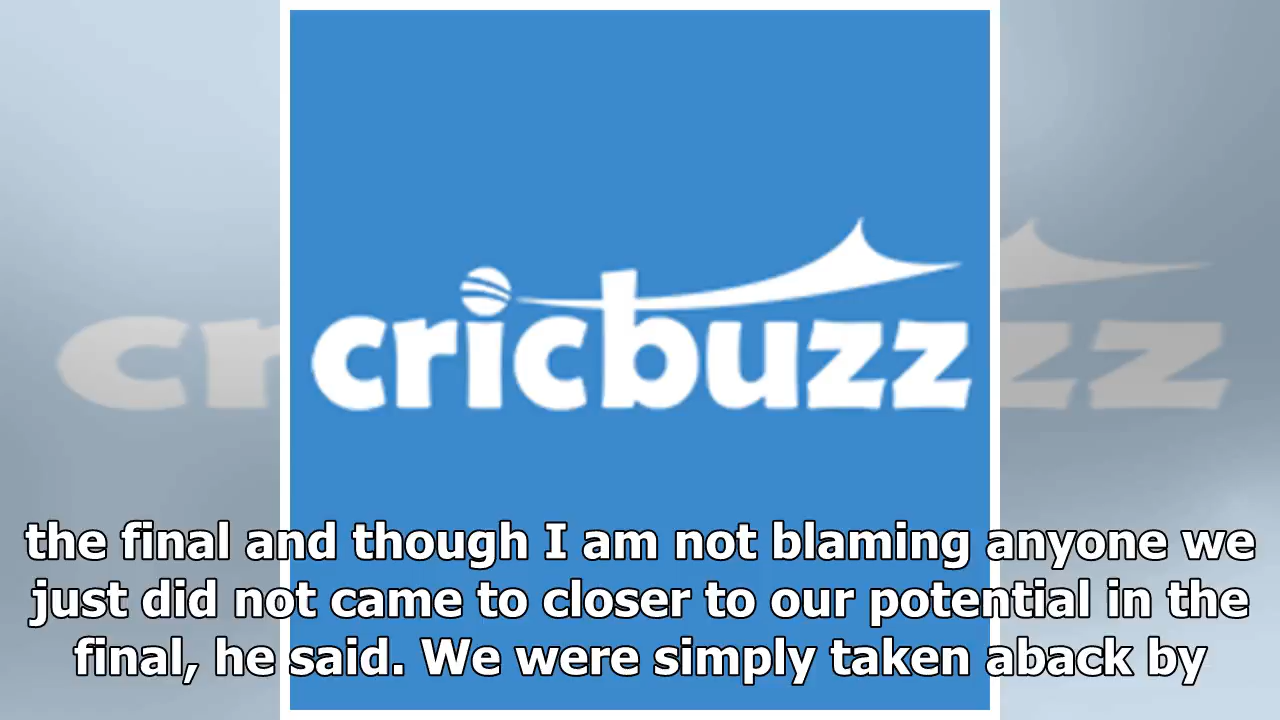 cricbuzz
the final and though I am not blaming anyone we
just did not came to closer to our potential in the
final, he said. We were simply taken aback by